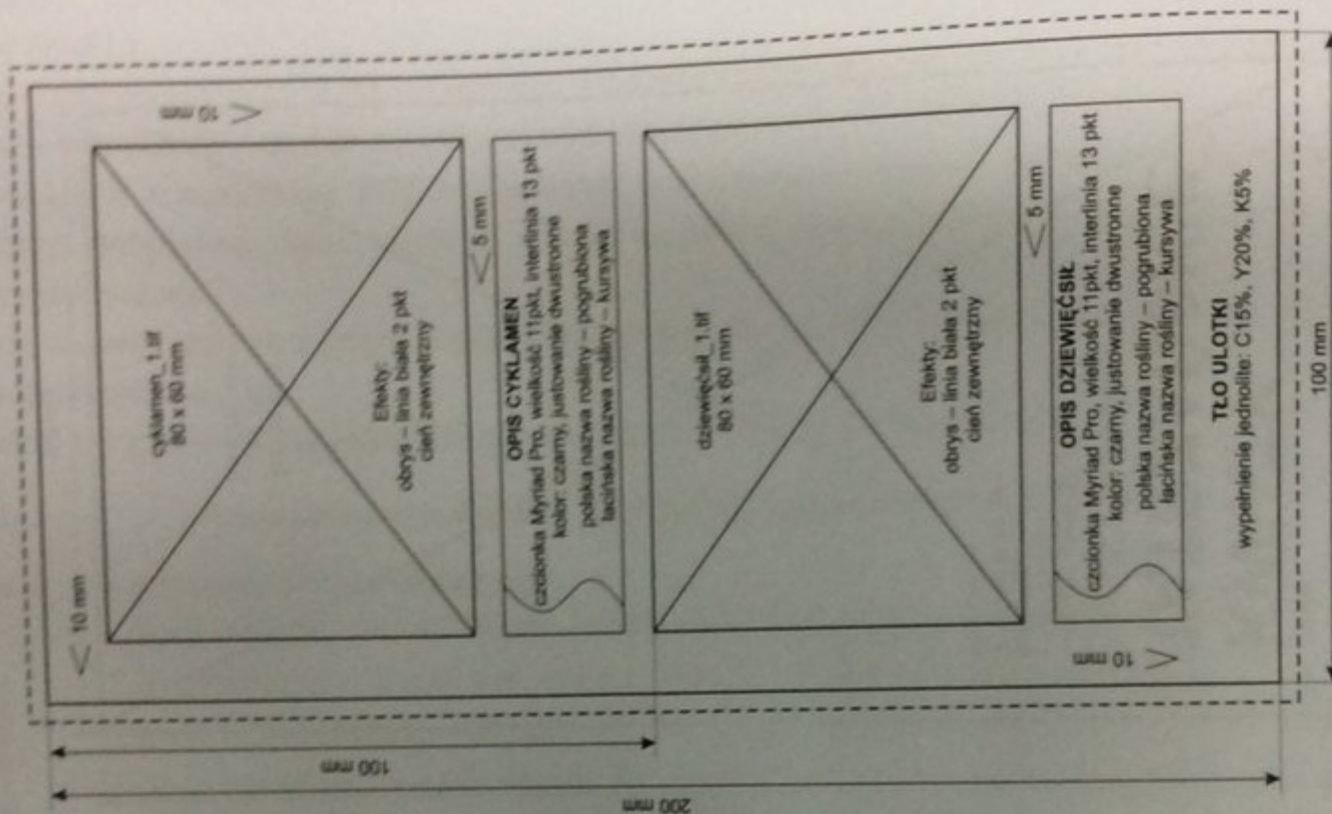 < 10 mm
10 mm
<
cyklamen_1.tif
80 x 60 mm
Efekty:
obrys – linia biała 2 pkt
cień zewnętrzny
< 5 mm
OPIS CYKLAMEN
czcionka Myriad Pro, wielkość 11pkt, interlinia 13 pkt
kolor: czarny, justowanie dwustronne
polska nazwa rośliny – pogrubiona
łacińska nazwa rośliny – kursywa
100 mm
dziewięćsił_1.tif
80 x 60 mm
Efekty:
obrys – linia biała 2 pkt
cień zewnętrzny
< 5 mm
OPIS DZIEWIĘĆSIŁ
czcionka Myriad Pro, wielkość 11pkt, interlinia 13 pkt
kolor: czarny, justowanie dwustronne
polska nazwa rośliny – pogrubiona
łacińska nazwa rośliny – kursywa
10 mm
<
TŁO ULOTKI
wypełnienie jednolite: C15%, Y20%, K5%
200 mm
100 mm